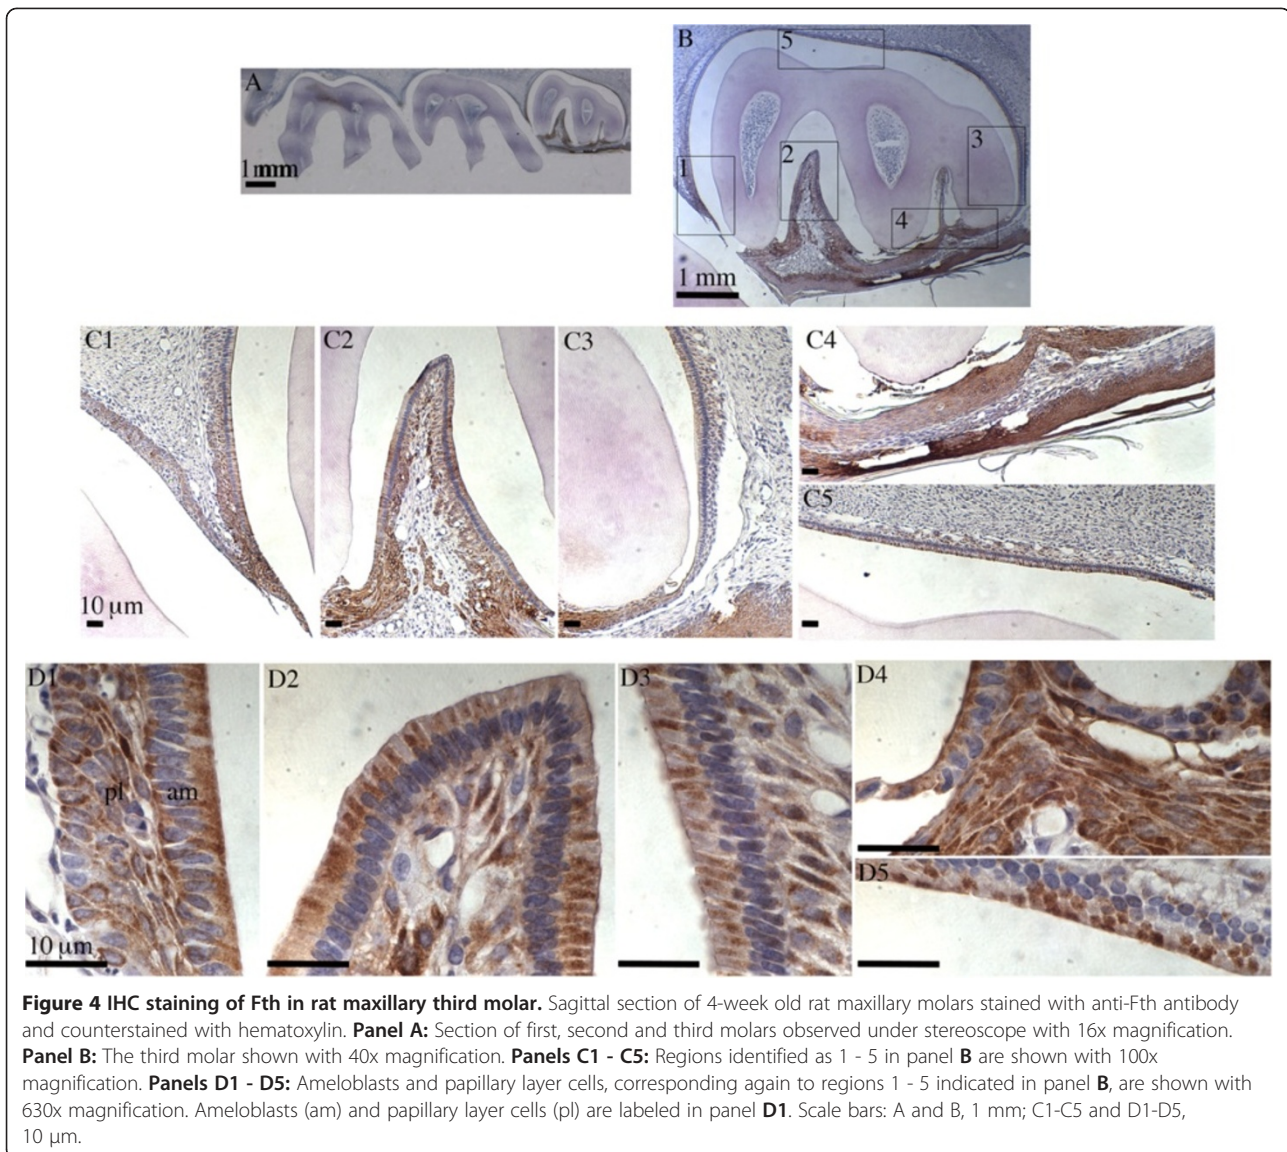 A
1mm
B
5
1
2
3
4
1 mm
C1
C2
C3
C4
C5
10 µm
D1
D2
D3
D4
D5
pl
am
10 µm
Figure 4 IHC staining of Fth in rat maxillary third molar. Sagittal section of 4-week old rat maxillary molars stained with anti-Fth antibody
and counterstained with hematoxylin. Panel A: Section of first, second and third molars observed under stereoscope with 16x magnification.
Panel B: The third molar shown with 40x magnification. Panels C1 - C5: Regions identified as 1 - 5 in panel B are shown with 100x
magnification. Panels D1 - D5: Ameloblasts and papillary layer cells, corresponding again to regions 1 - 5 indicated in panel B, are shown with
630x magnification. Ameloblasts (am) and papillary layer cells (pl) are labeled in panel D1. Scale bars: A and B, 1 mm; C1-C5 and D1-D5,
10 µm.